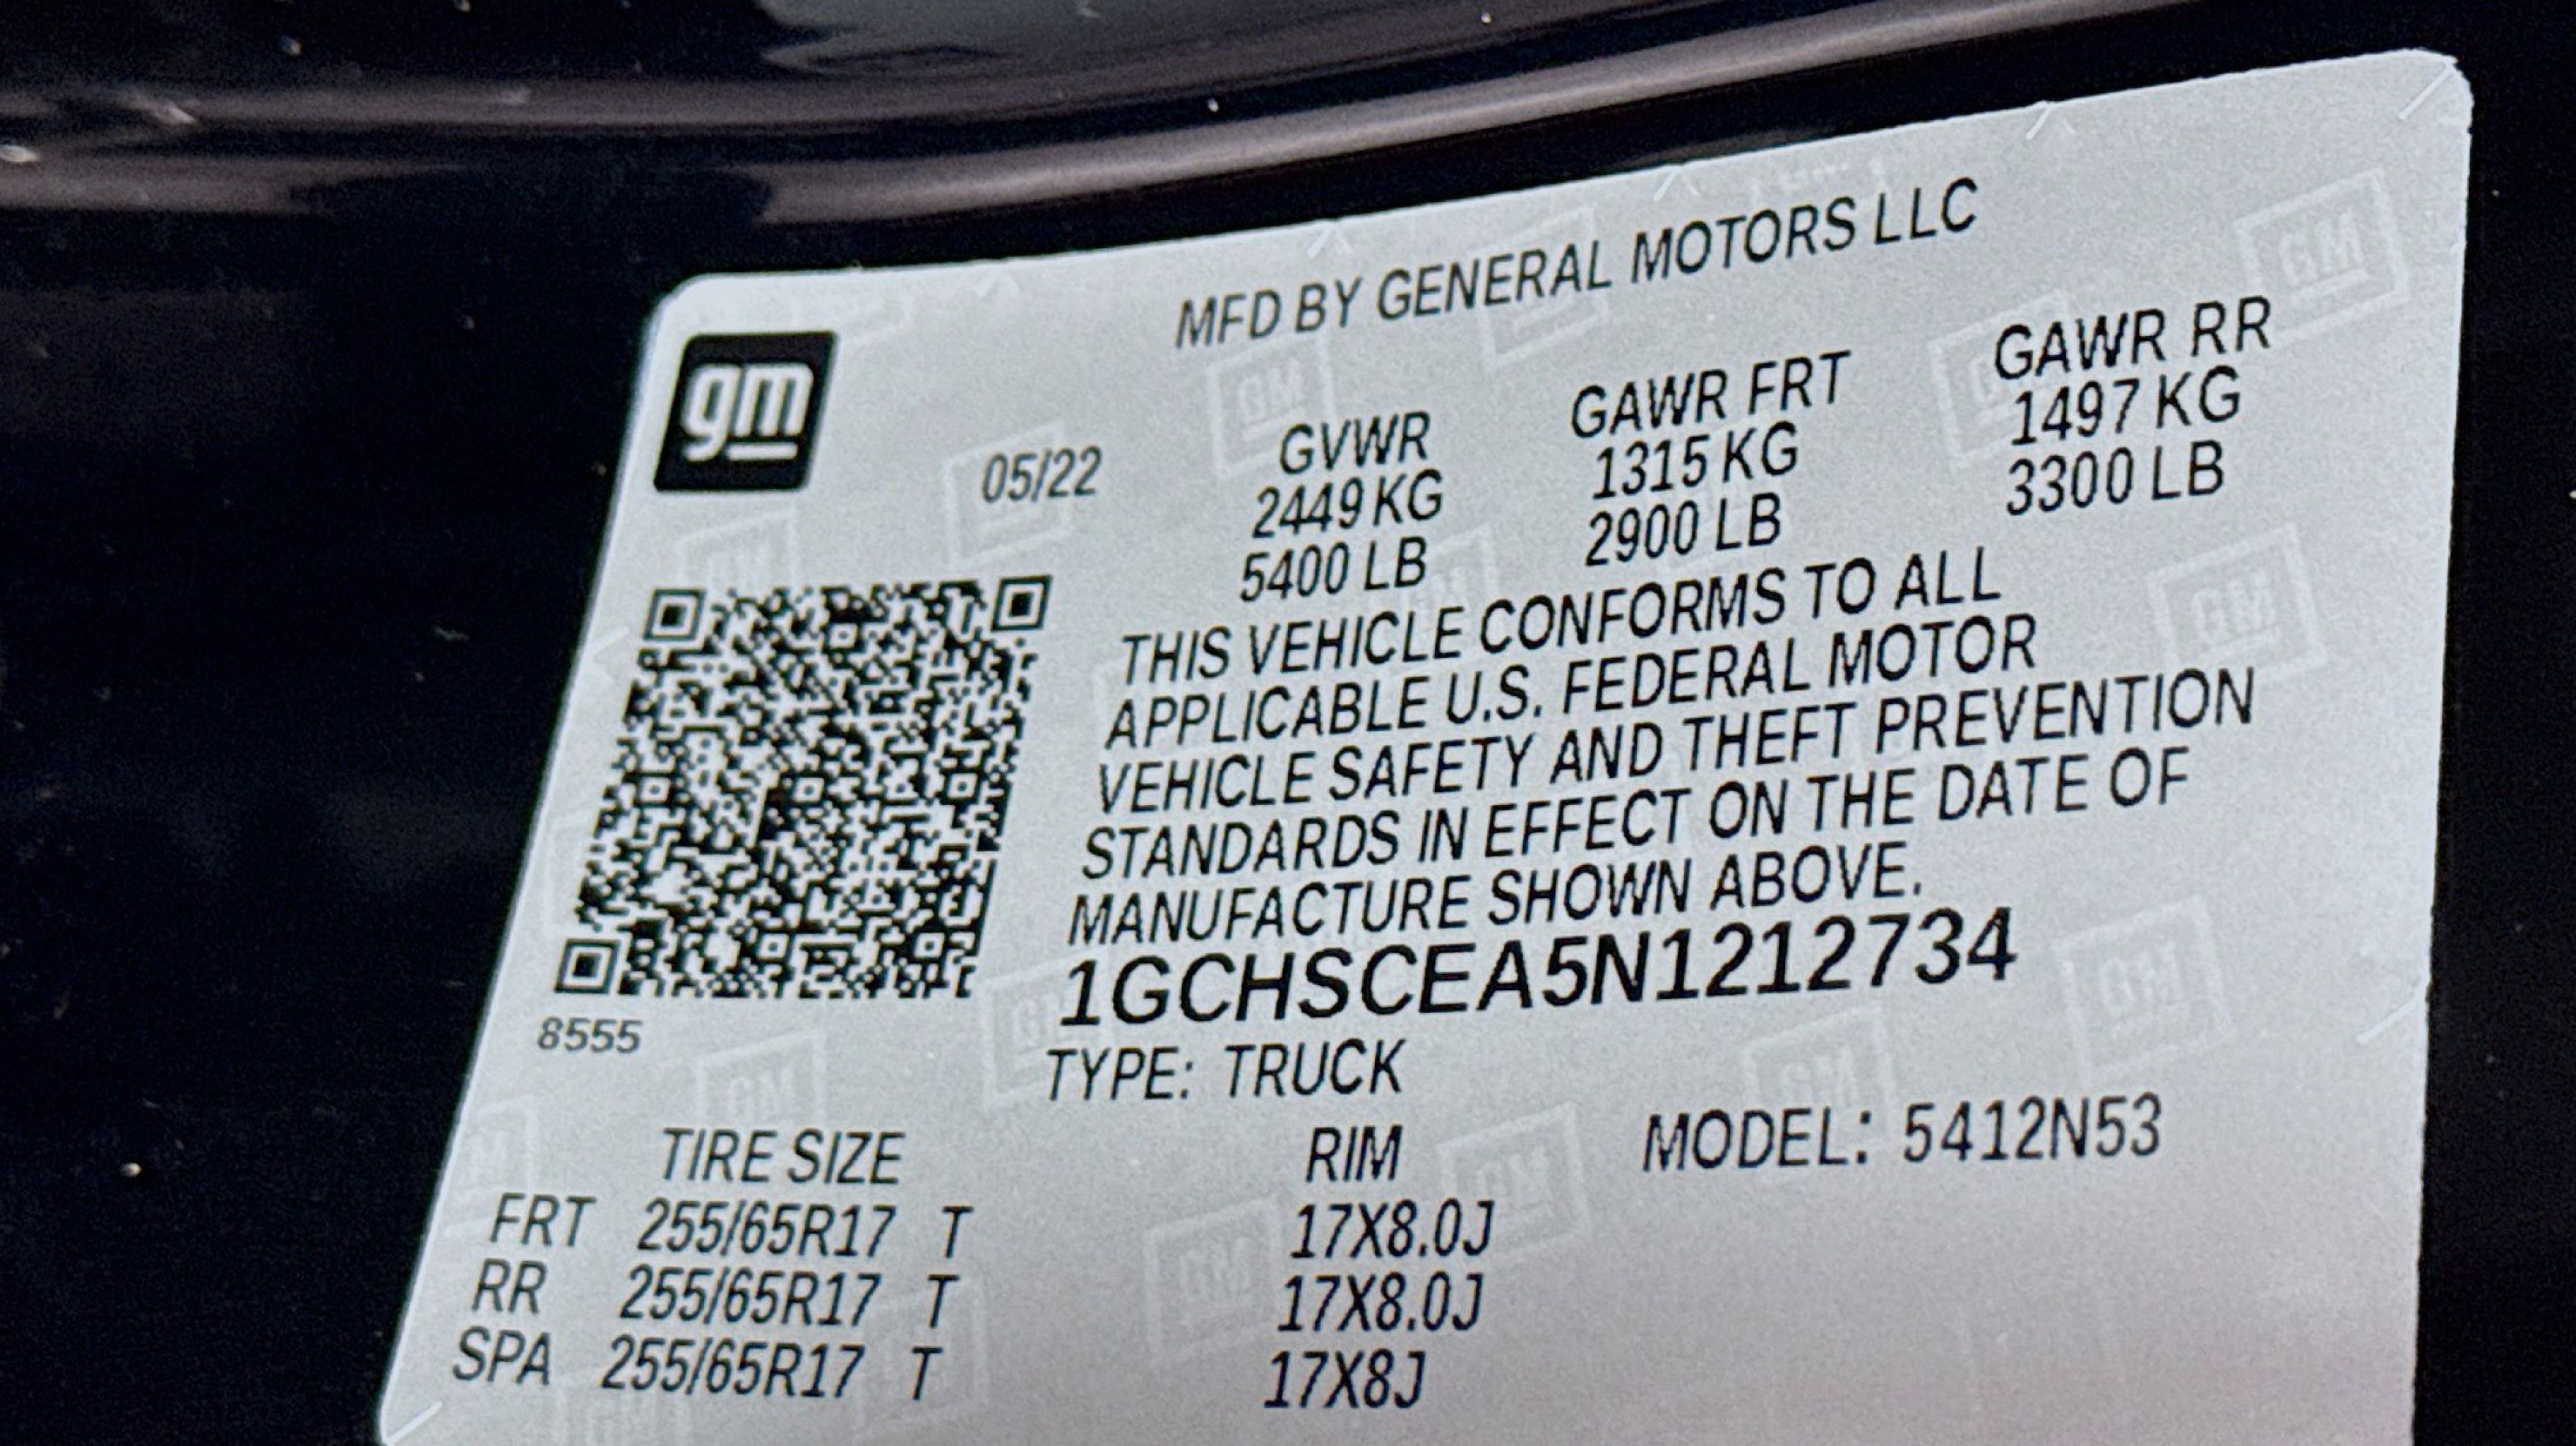 MFD BY GENERAL MOTORS LLC
gm
05/22
GVWR
2449 KG
5400 LB
GAWR FRT
1315 KG
2900 LB
GAWR RR
1497 KG
3300 LB
THIS VEHICLE CONFORMS TO ALL
APPLICABLE U.S. FEDERAL MOTOR
VEHICLE SAFETY AND THEFT PREVENTION
STANDARDS IN EFFECT ON THE DATE OF
MANUFACTURE SHOWN ABOVE.
1GCHSCEA5N1212734
8555
TYPE: TRUCK
MODEL: 5412N53
TIRE SIZE RIM
FRT 255/65R17 T 17X8.0J
RR 255/65R17 T 17X8.0J
SPA 255/65R17 T 17X8J